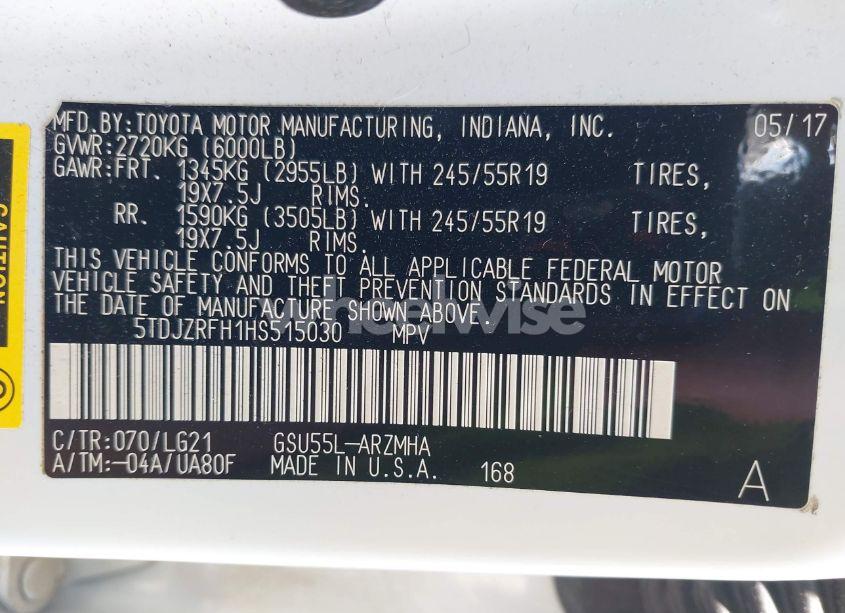 MFD.BY:TOYOTA MOTOR MANUFACTURING, INDIANA, INC. 05/17
GVWR:2720KG (6000LB)
GAWR:FRT. 1345KG (2955LB) WITH 245/55R19 TIRES,
19X7.5J RIMS.
RR. 1590KG (3505LB) WITH 245/55R19 TIRES,
19X7.5J RIMS.
THIS VEHICLE CONFORMS TO ALL APPLICABLE FEDERAL MOTOR
VEHICLE SAFETY AND THEFT PREVENTION STANDARDS IN EFFECT ON
THE DATE OF MANUFACTURE SHOWN ABOVE.
5TDJZRFH1HS515030 MPV
C/TR:070/LG21 GSU55L-ARZMHA
A/TM:-04A/UA80F MADE IN U.S.A. 168 A
CAUTION
wheelwise